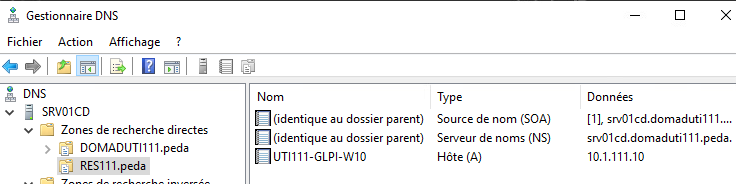 Gestionnaire DNS
Fichier Action Affichage ?
DNS
SRV01CD
Zones de recherche directes
DOMADUTI111.peda
RES111.peda
Zones de recherche inversée
Nom Type Données
(identique au dossier parent) Source de nom (SOA) [1], srv01cd.domaduti111....
(identique au dossier parent) Serveur de noms (NS) srv01cd.domaduti111.peda.
UTI111-GLPI-W10 Hôte (A) 10.1.111.10